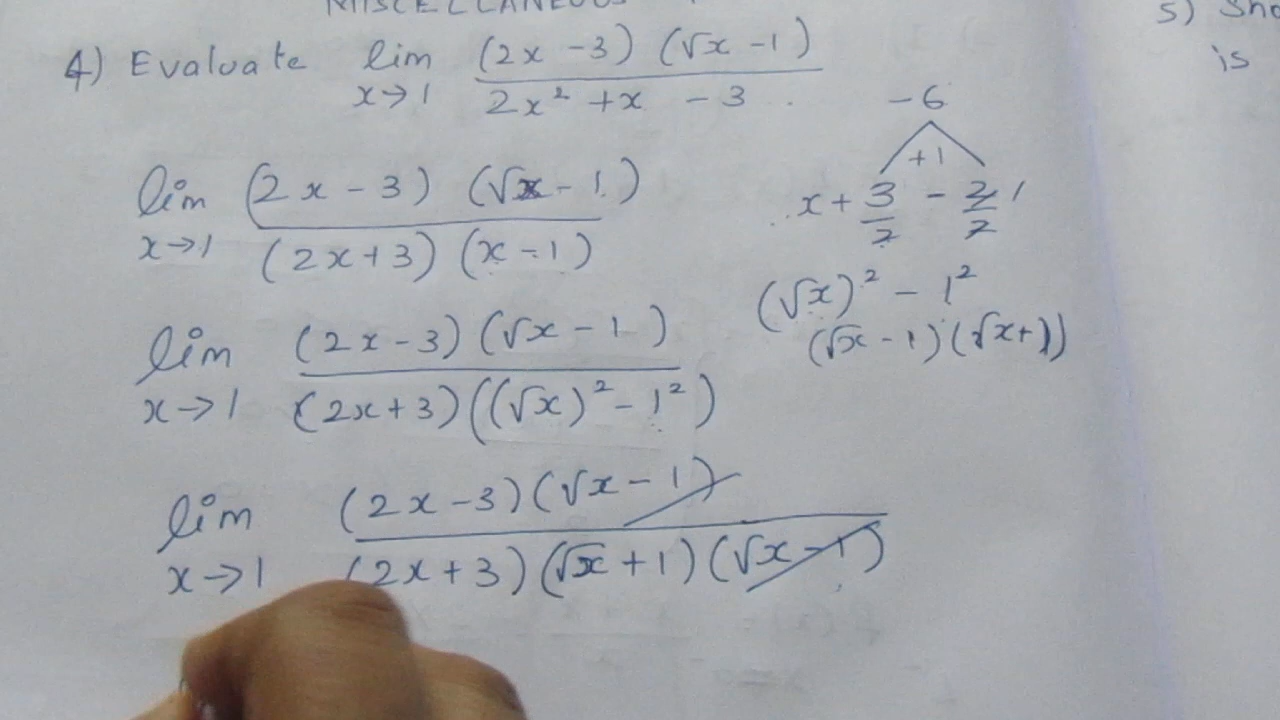 MISCELLANEOUS
4) Evaluate lim x→1 (2x - 3) (√x - 1) / 2x² + x - 3
lim x→1 (2x - 3) (√x - 1) / (2x + 3) (x - 1)
-6
+1
x + 3/2 - 2/2 1
(√x)² - 1²
(√x - 1) (√x + 1)
lim x→1 (2x - 3) (√x - 1) / (2x + 3) ((√x)² - 1²)
lim x→1 (2x - 3) (√x - 1) / (2x + 3) (√x + 1) (√x - 1)
5) Sho
is